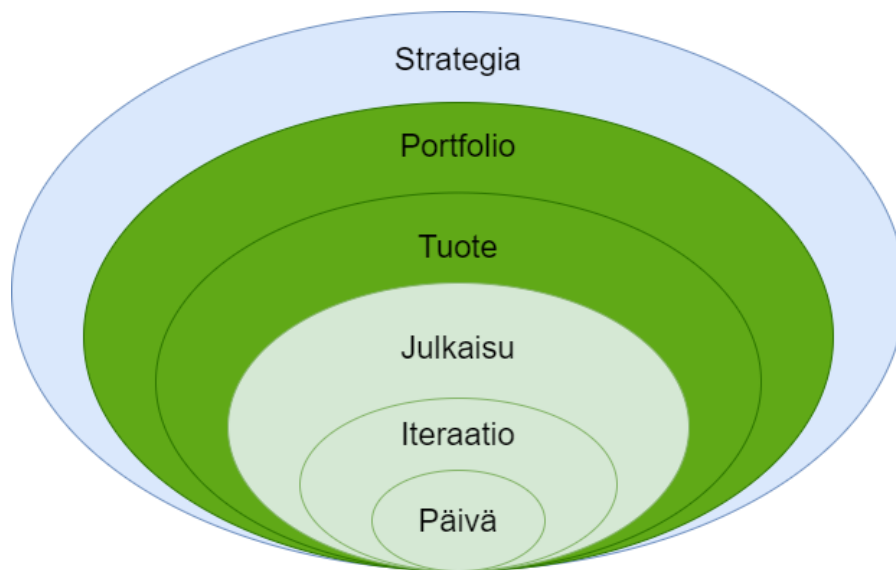 Strategia
Portfolio
Tuote
Julkaisu
Iteraatio
Päivä